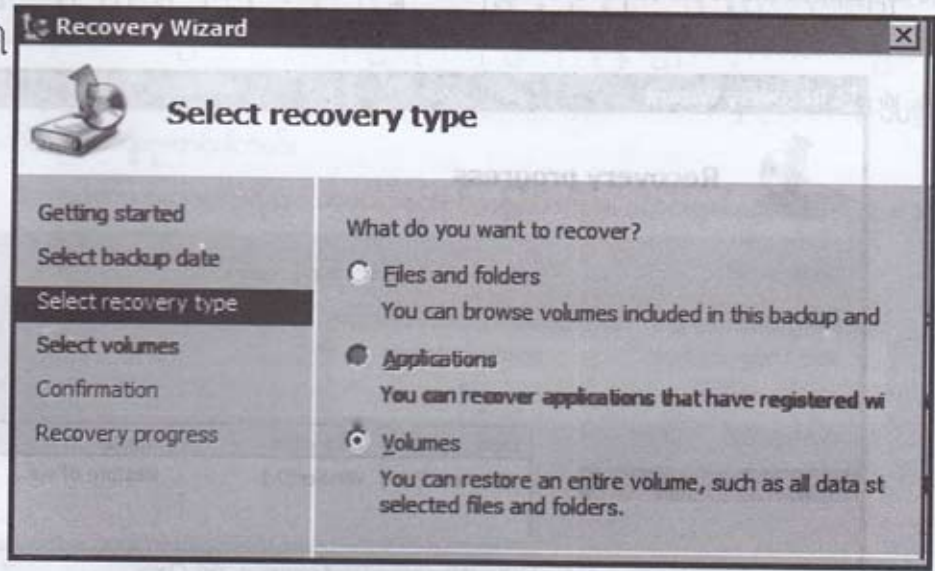 Recovery Wizard
Select recovery type
Getting started
Select backup date
Select recovery type
Select volumes
Confirmation
Recovery progress
What do you want to recover?
Files and folders
You can browse volumes included in this backup and
Applications
You can recover applications that have registered wi
Volumes
You can restore an entire volume, such as all data st
selected files and folders.
Recovery progress